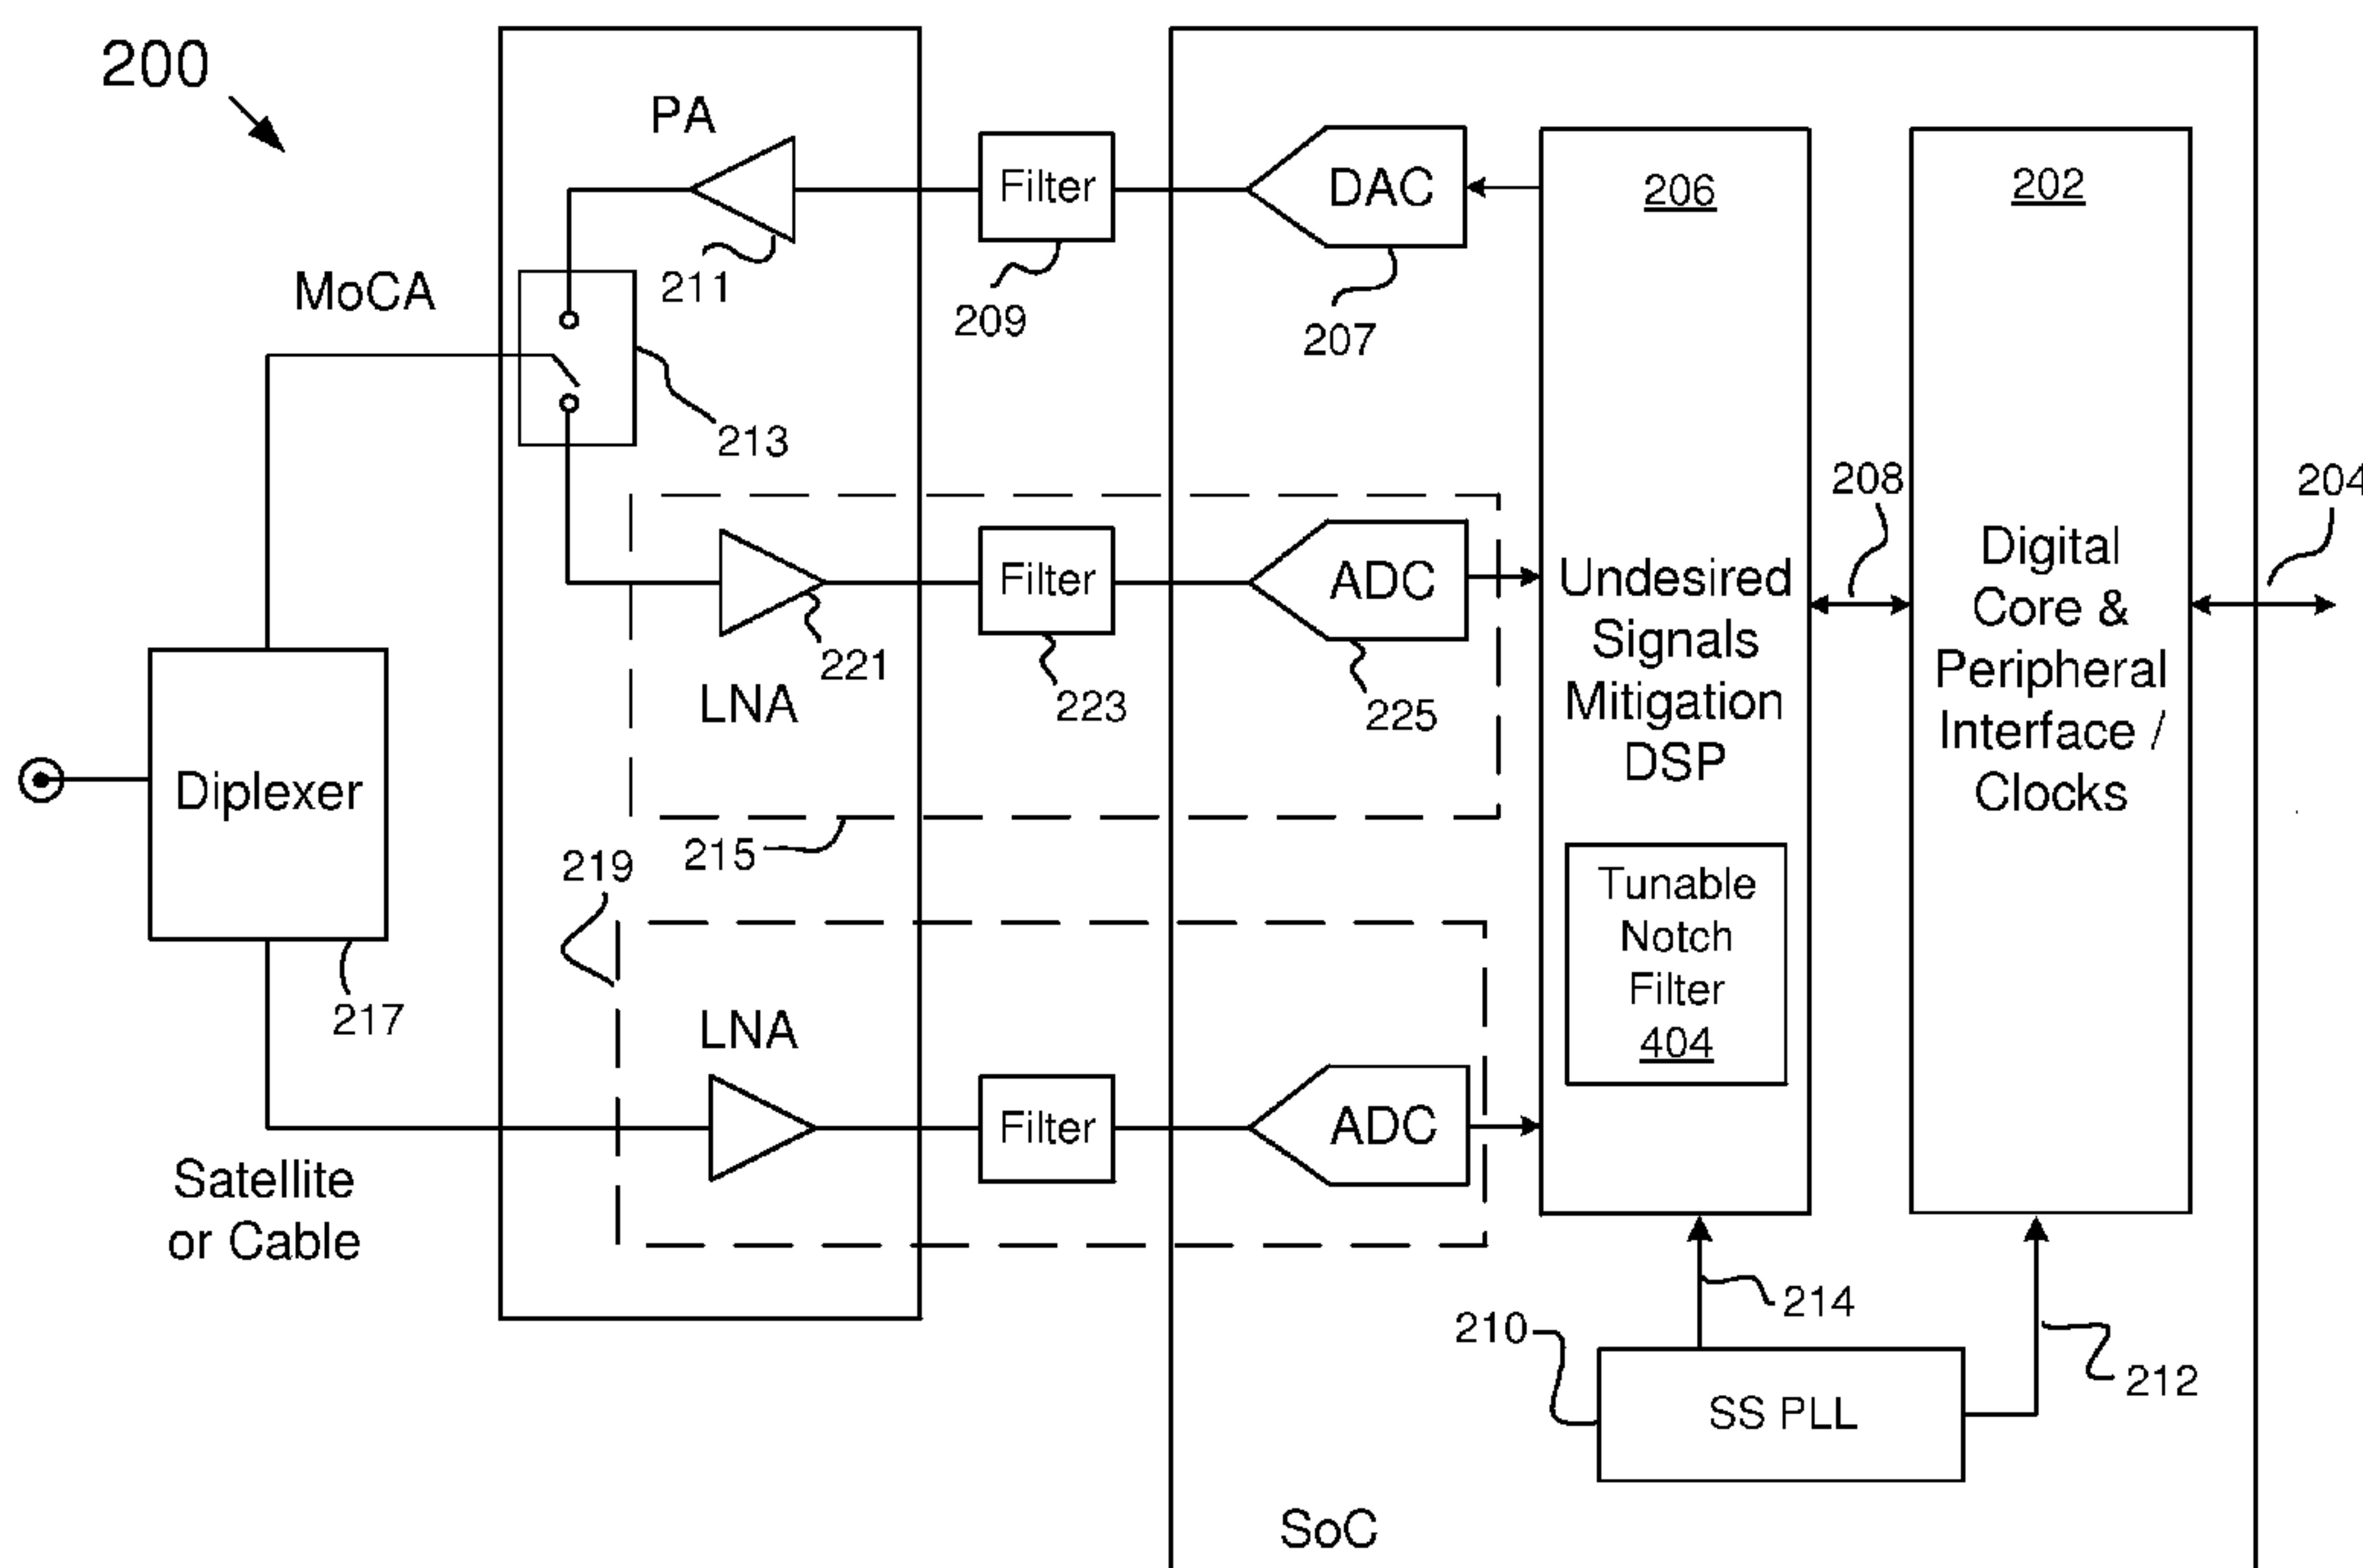 200
PA
Filter
DAC
206
202
211
209
207
MoCA
213
208
204
Filter
ADC
221
LNA
223
225
Undesired
Signals
Mitigation
DSP
Digital
Core &
Peripheral
Interface /
Clocks
Diplexer
215
219
217
Tunable
Notch
Filter
404
LNA
Filter
ADC
Satellite
or Cable
214
210
SS PLL
212
SoC